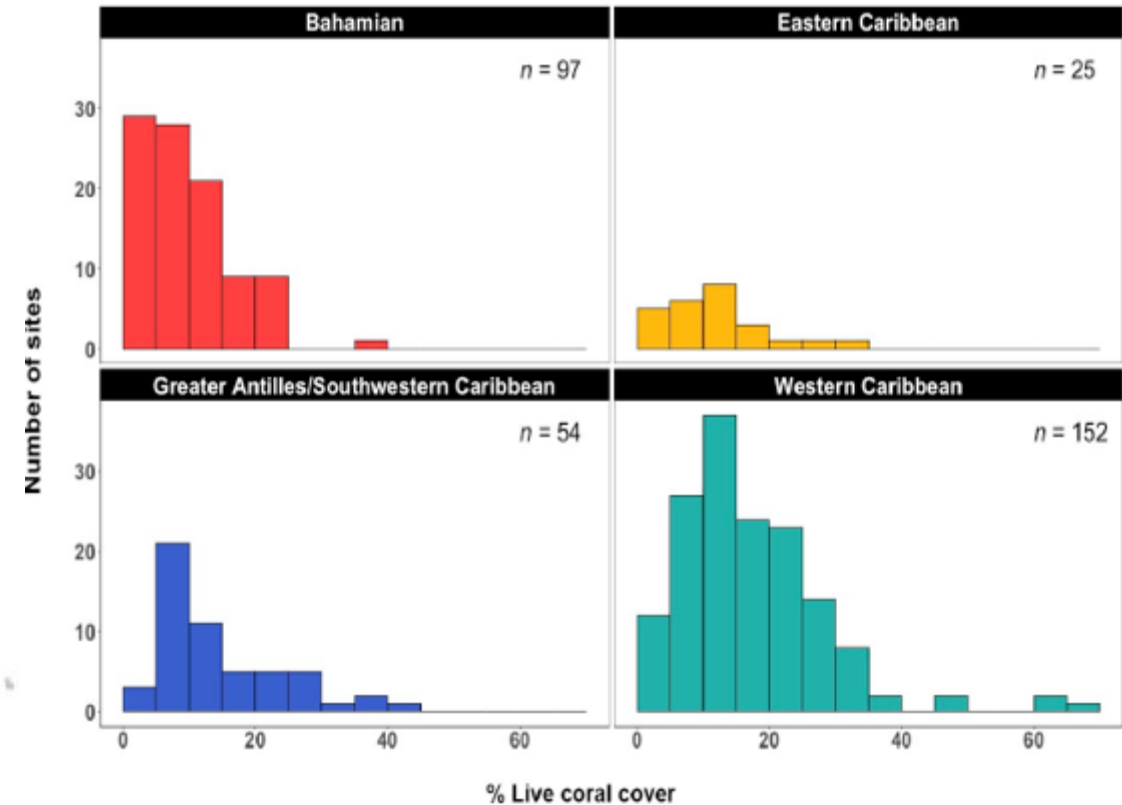 Bahamian
Eastern Caribbean
n = 97
n = 25
30
20
10
0
Number of sites
Greater Antilles/Southwestern Caribbean
Western Caribbean
n = 54
n = 152
30
20
10
0
0 20 40 60
0 20 40 60
% Live coral cover